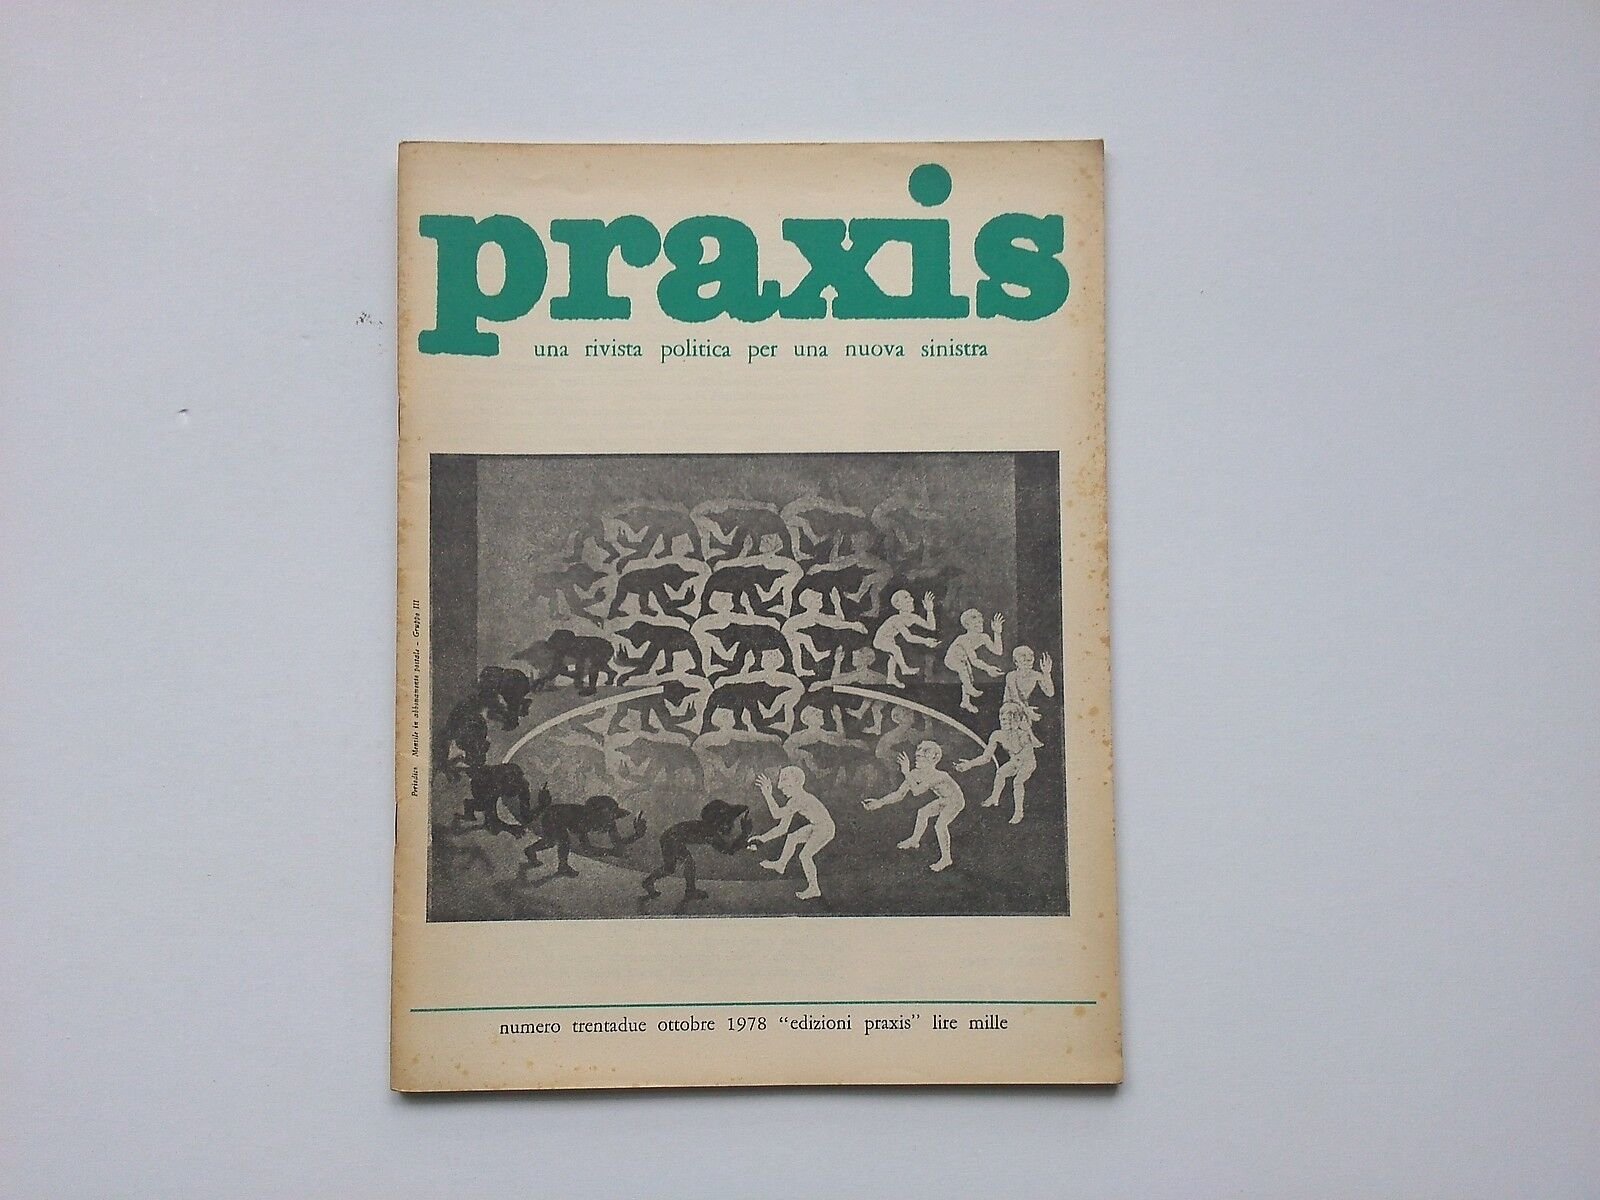 praxis
una rivista politica per una nuova sinistra
Periodico Mensile in abbonamento postale - Gruppo III
numero trentadue ottobre 1978 "edizioni praxis" lire mille